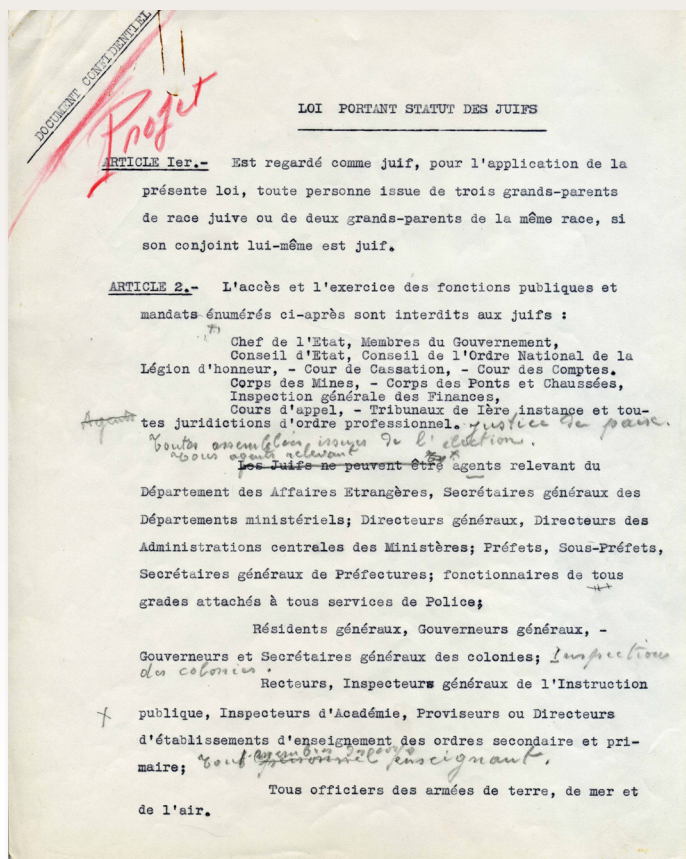 DOCUMENT CONFIDENTIEL
Projet
LOI PORTANT STATUT DES JUIFS
ARTICLE Ier.- Est regardé comme juif, pour l'application de la
présente loi, toute personne issue de trois grands-parents
de race juive ou de deux grands-parents de la même race, si
son conjoint lui-même est juif.
ARTICLE 2.- L'accès et l'exercice des fonctions publiques et
mandats énumérés ci-après sont interdits aux juifs :
Chef de l'Etat, Membres du Gouvernement,
Conseil d'Etat, Conseil de l'Ordre National de la
Légion d'honneur, - Cour de Cassation, - Cour des Comptes.
Corps des Mines, - Corps des Ponts et Chaussées,
Inspection générale des Finances,
Cours d'appel, - Tribunaux de Ière instance et tou-
Agents tes juridictions d'ordre professionnel. Justice de paix.
Toutes assemblées issues de l'élection.
Tous agents relevant
Les Juifs ne peuvent être agents relevant du
Département des Affaires Etrangères, Secrétaires généraux des
Départements ministériels; Directeurs généraux, Directeurs des
Administrations centrales des Ministères; Préfets, Sous-Préfets,
Secrétaires généraux de Préfectures; fonctionnaires de tous
grades attachés à tous services de Police;
Résidents généraux, Gouverneurs généraux, -
Gouverneurs et Secrétaires généraux des colonies; Inspections
des colonies.
Recteurs, Inspecteurs généraux de l'Instruction
publique, Inspecteurs d'Académie, Proviseurs ou Directeurs
d'établissements d'enseignement des ordres secondaire et pri-
membres
maire; Tout personnel enseignant.
Tous officiers des armées de terre, de mer et
de l'air.